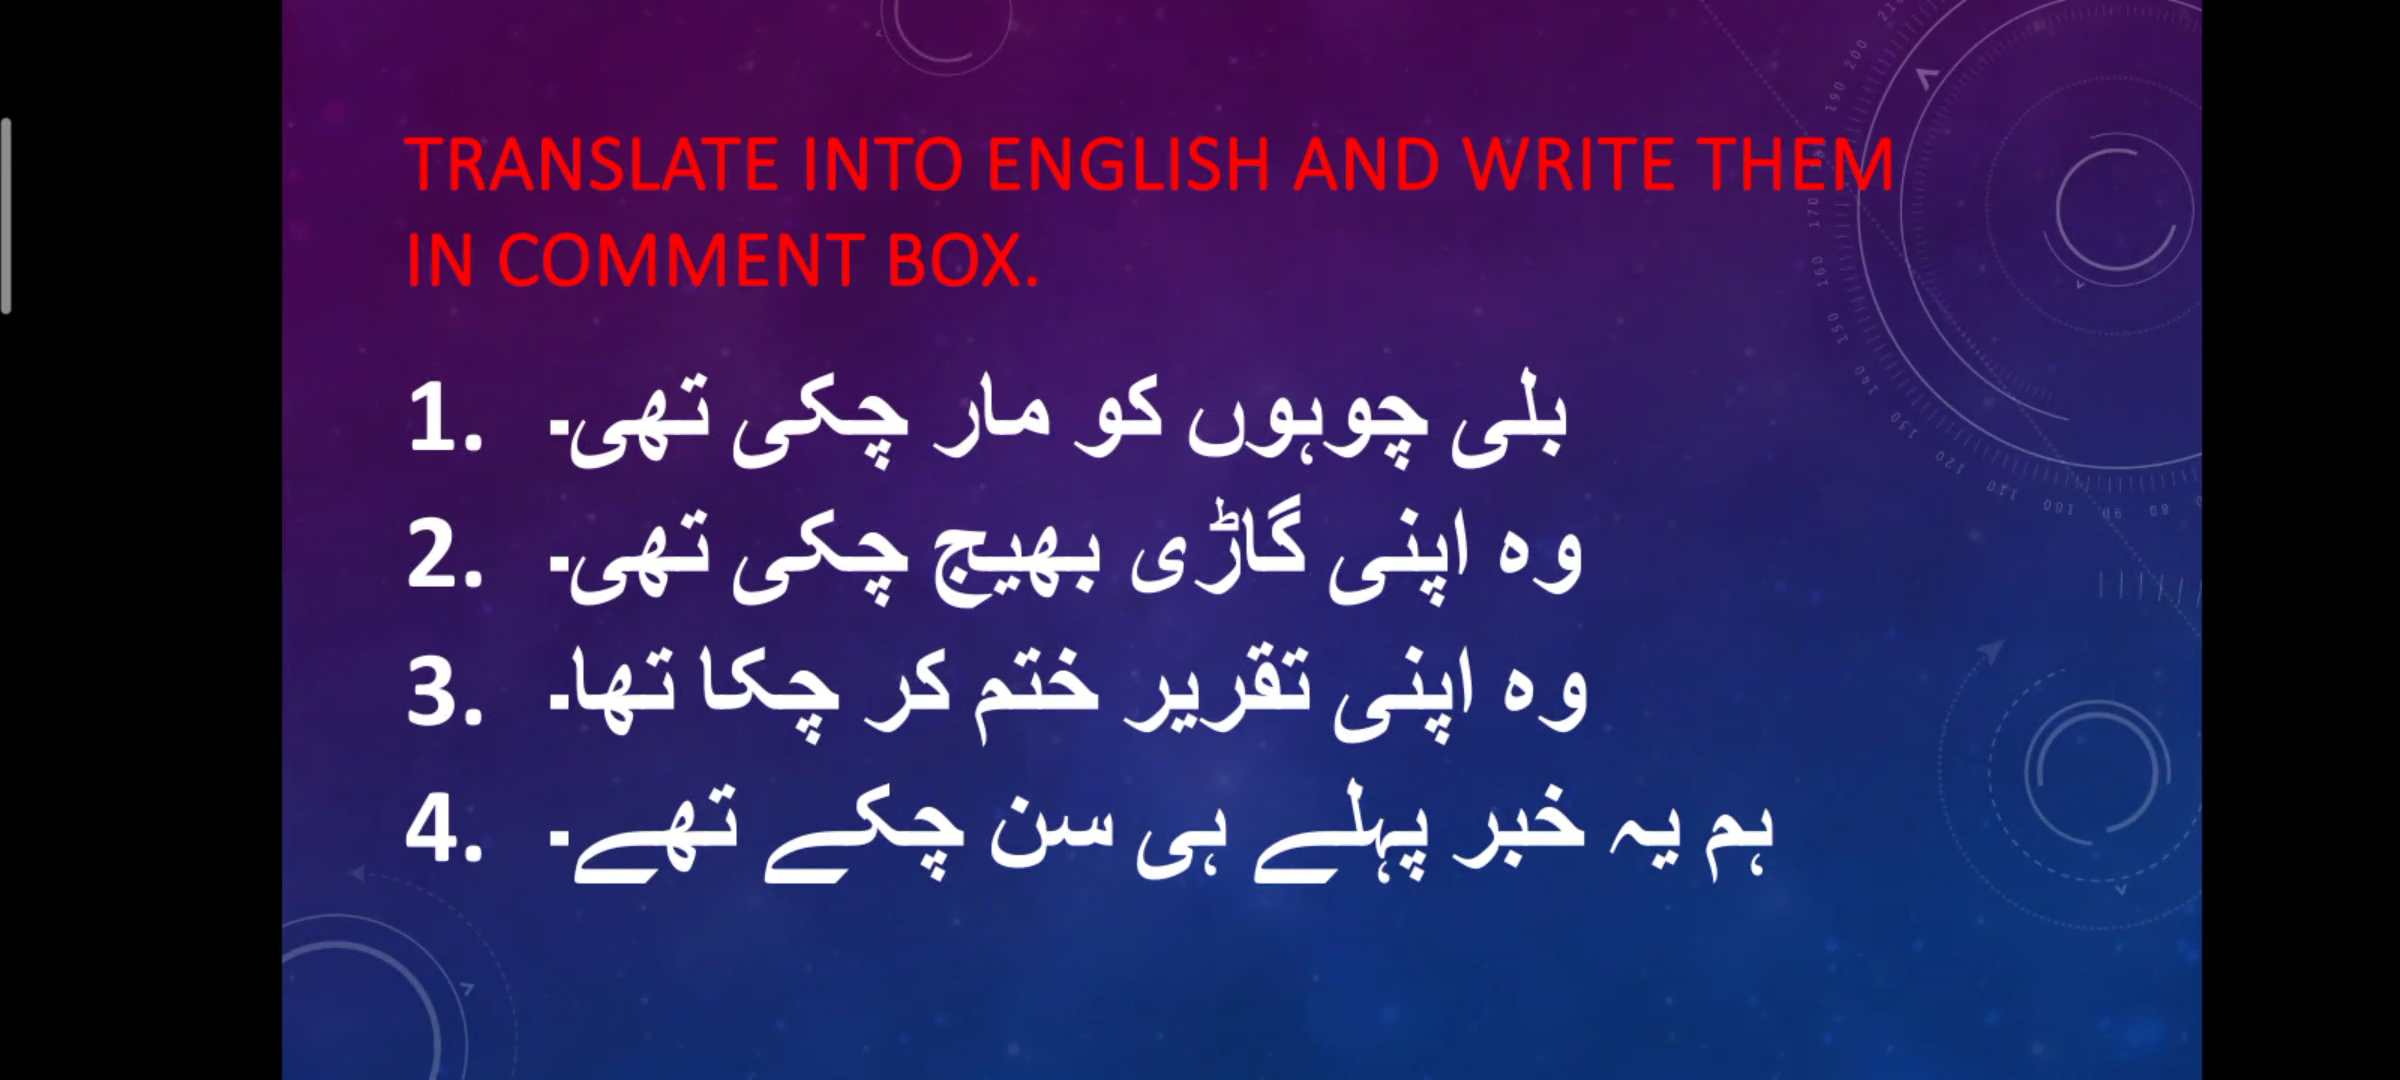 TRANSLATE INTO ENGLISH AND WRITE THEM
IN COMMENT BOX.
1. بلی چوہوں کو مار چکی تھی۔
2. وہ اپنی گاڑی بھیج چکی تھی۔
3. وہ اپنی تقریر ختم کر چکا تھا۔
4. ہم یہ خبر پہلے ہی سن چکے تھے۔